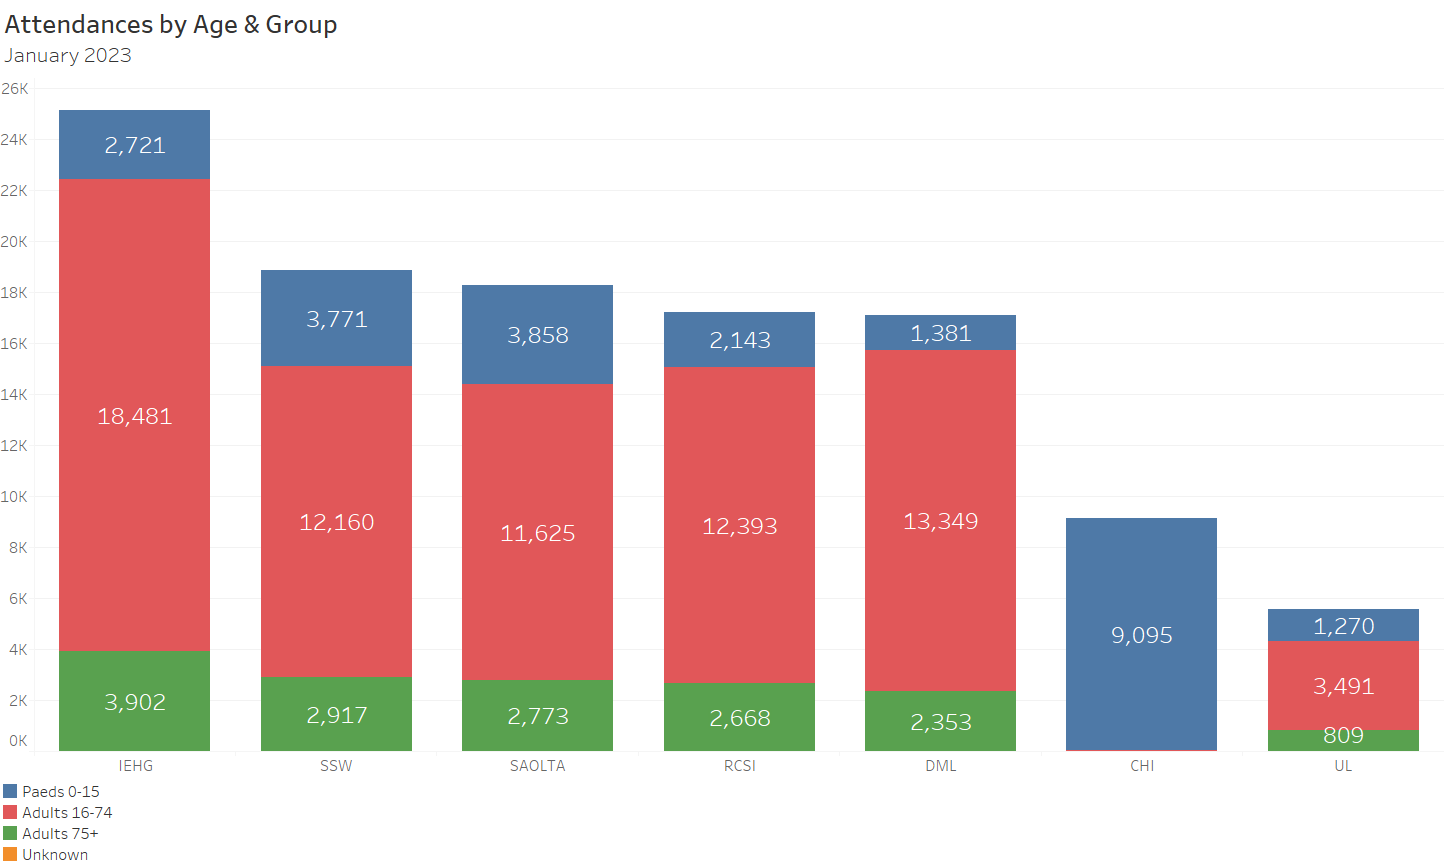 Attendances by Age & Group
January 2023
26K
24K
22K
20K
18K
16K
14K
12K
10K
8K
6K
4K
2K
0K
2,721
18,481
3,902
3,771
12,160
2,917
3,858
11,625
2,773
2,143
12,393
2,668
1,381
13,349
2,353
9,095
1,270
3,491
809
IEHG SSW SAOLTA RCSI DML CHI UL
Paeds 0-15
Adults 16-74
Adults 75+
Unknown